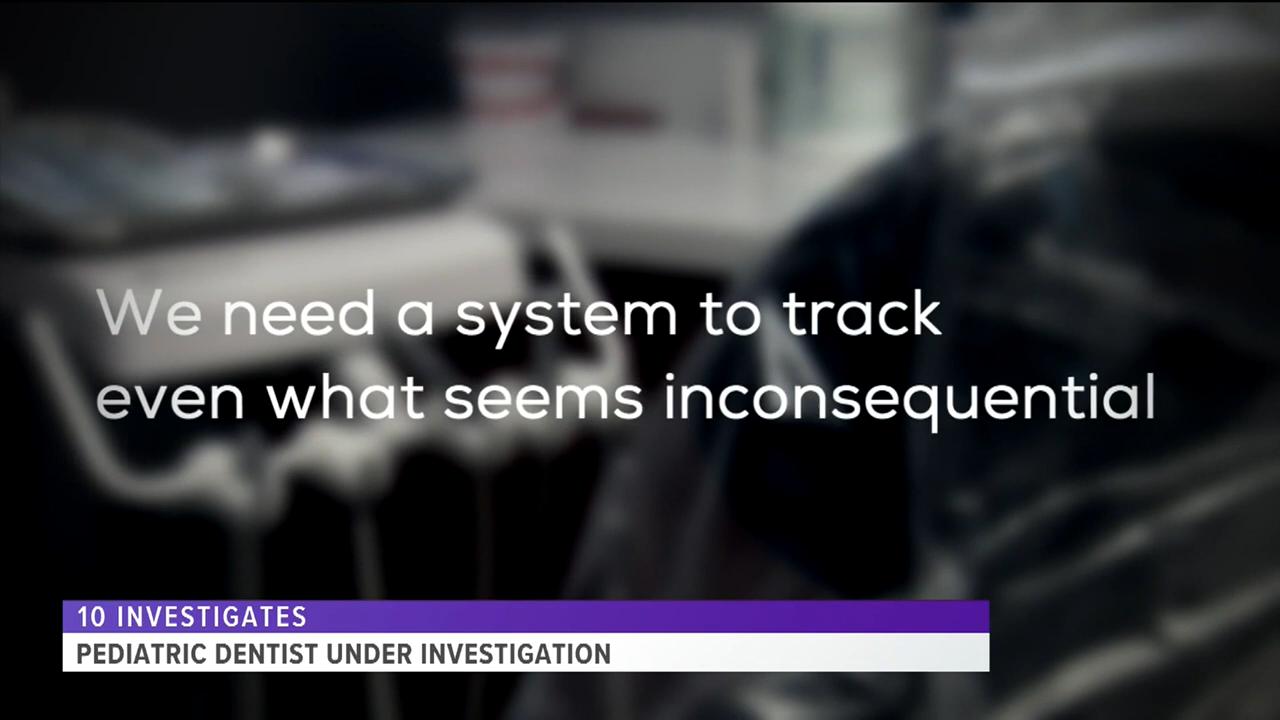 We need a system to track
even what seems inconsequential
10 INVESTIGATES
PEDIATRIC DENTIST UNDER INVESTIGATION